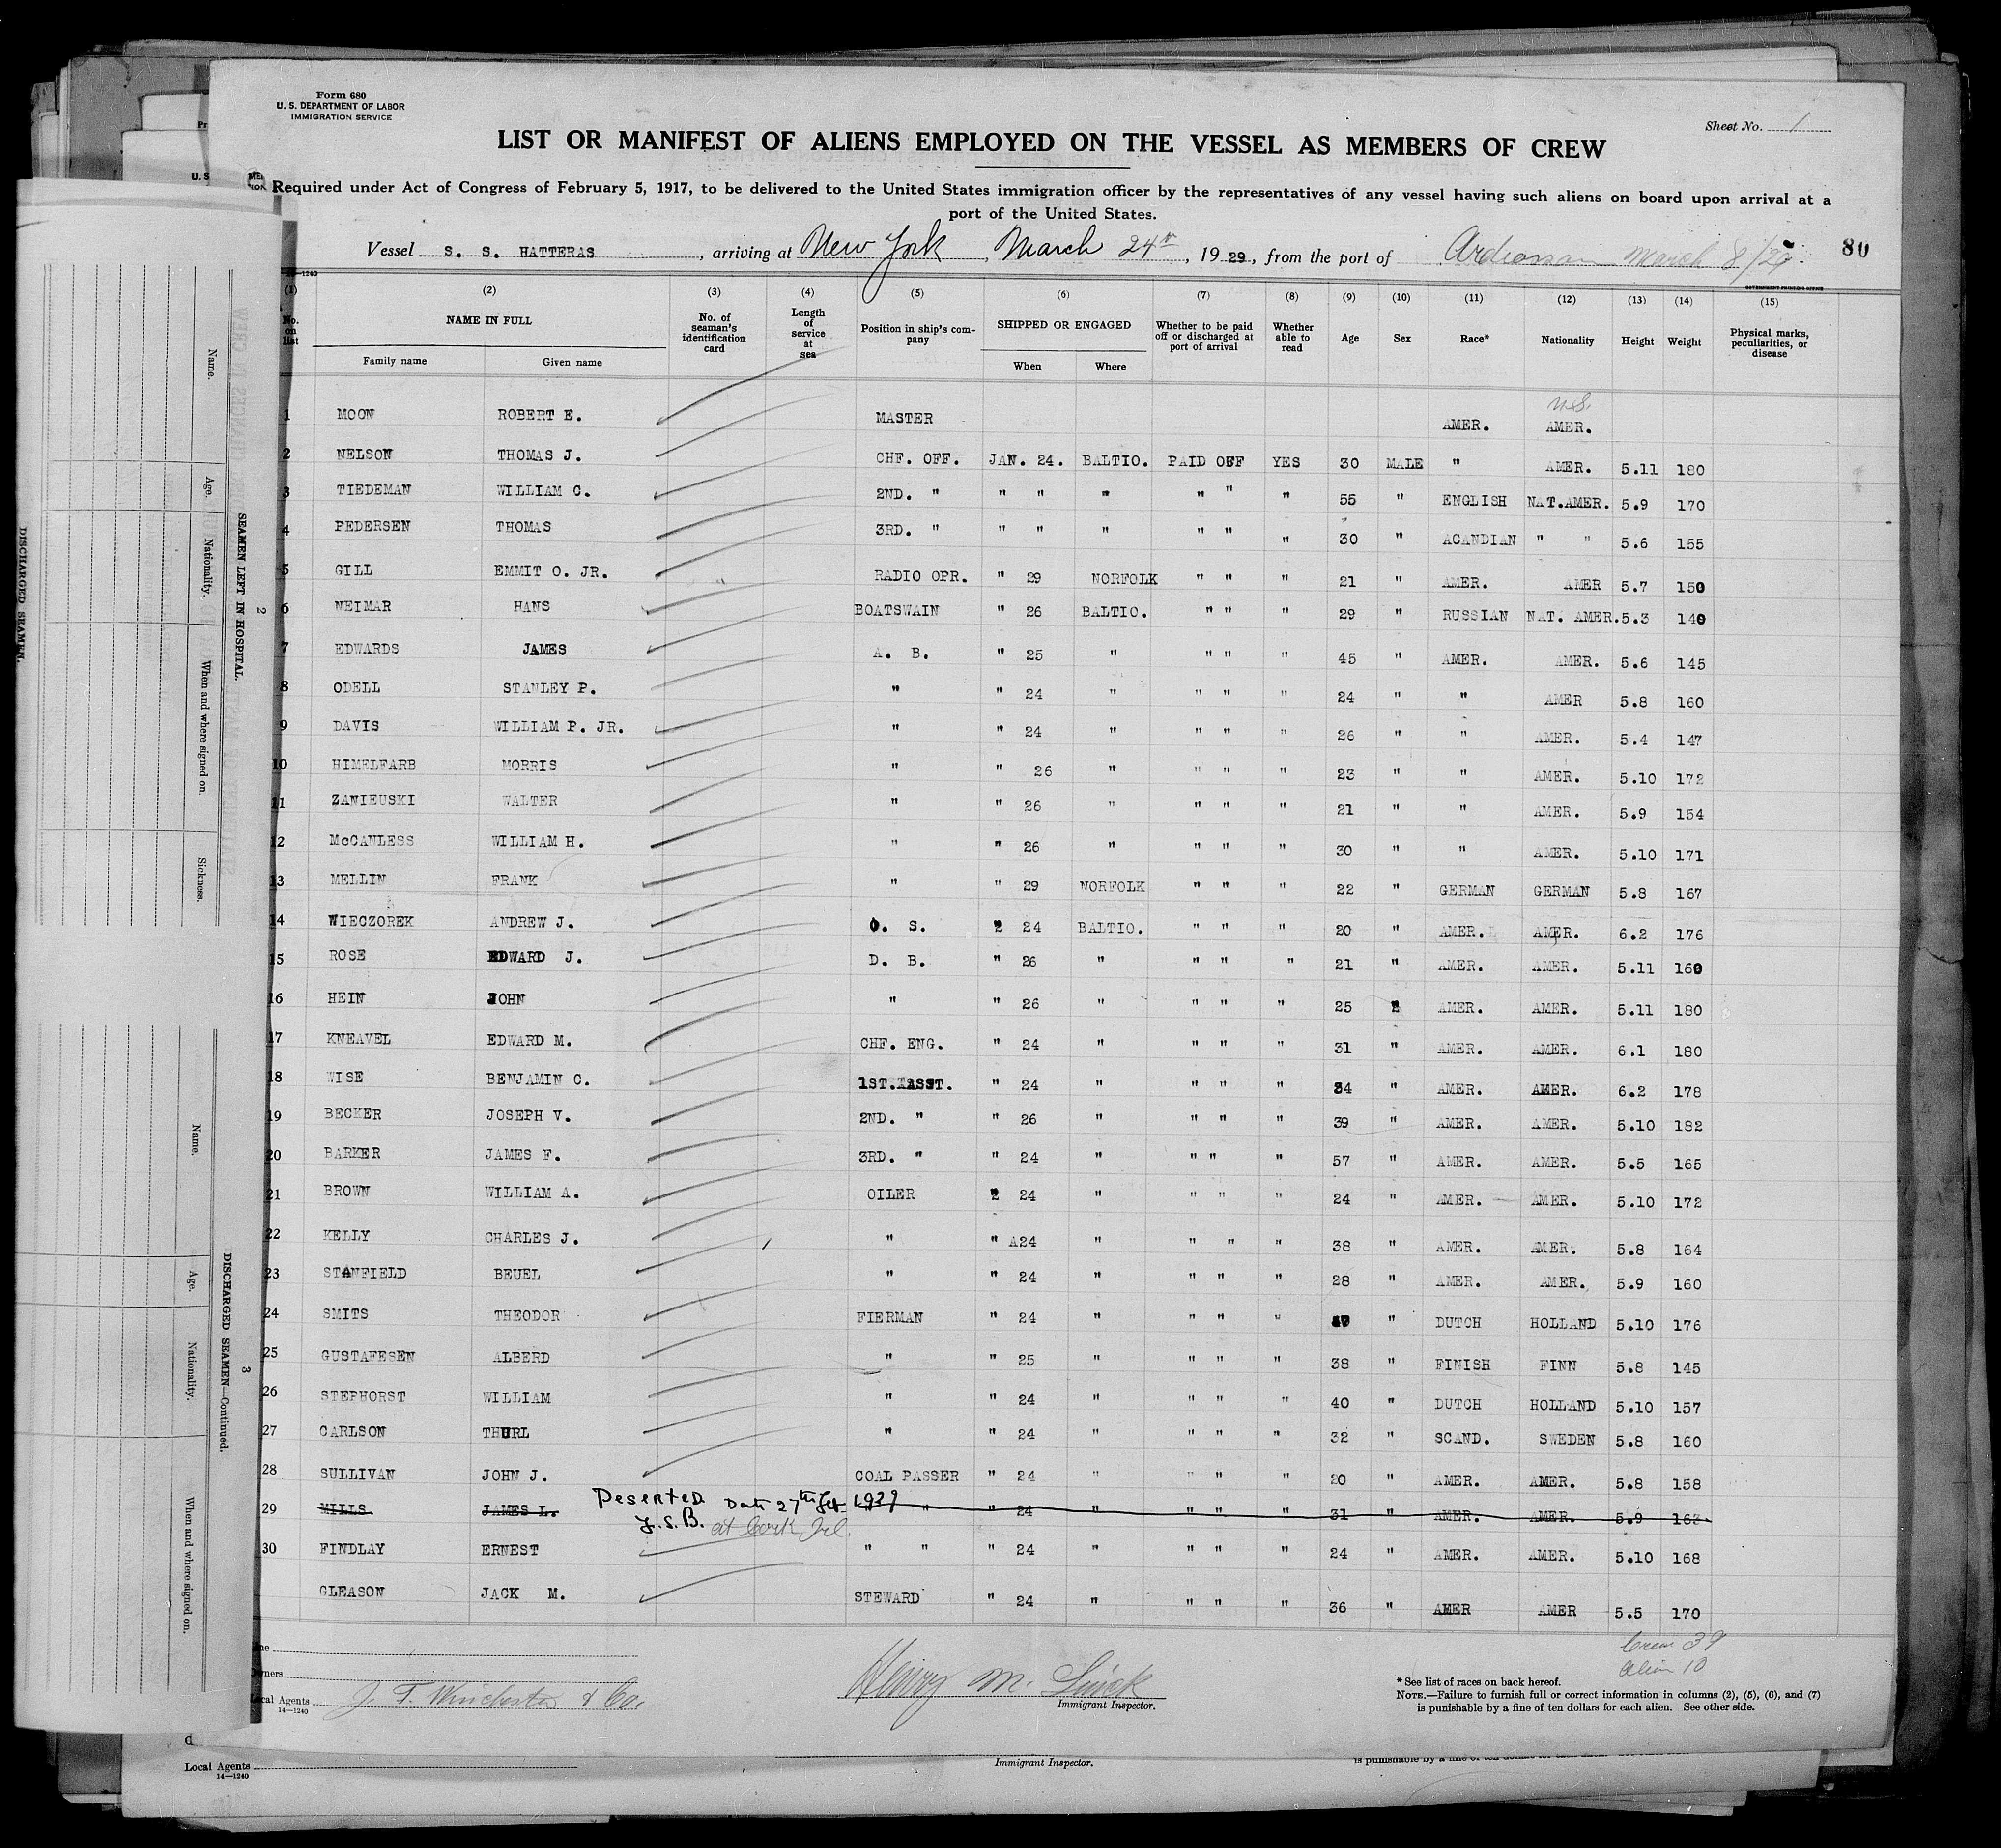 Form 680
U. S. DEPARTMENT OF LABOR
IMMIGRATION SERVICE
Sheet No. 1
LIST OR MANIFEST OF ALIENS EMPLOYED ON THE VESSEL AS MEMBERS OF CREW
Required under Act of Congress of February 5, 1917, to be delivered to the United States immigration officer by the representatives of any vessel having such aliens on board upon arrival at a
port of the United States.
Vessel S. S. HATTERAS, arriving at New York, March 24th, 1929, from the port of Ardrossan March 8/29. 80
(1) (2) (3) (4) (5) (6) (7) (8) (9) (10) (11) (12) (13) (14) (15)
No. on list NAME IN FULL No. of seaman's identification card Length of service at sea Position in ship's company SHIPPED OR ENGAGED Whether to be paid off or discharged at port of arrival Whether able to read Age Sex Race* Nationality Height Weight Physical marks, peculiarities, or disease
Family name Given name When Where
U.S.
1 MOON ROBERT E. MASTER AMER. AMER.
2 NELSON THOMAS J. CHF. OFF. JAN. 24. BALTIO. PAID OFF YES 30 MALE " AMER. 5.11 180
3 TIEDEMAN WILLIAM C. 2ND. " " " " " " " 55 " ENGLISH NAT.AMER. 5.9 170
4 PEDERSEN THOMAS 3RD. " " " " " " " 30 " ACANDIAN " " 5.6 155
5 GILL EMMIT O. JR. RADIO OPR. " 29 NORFOLK " " " 21 " AMER. AMER 5.7 150
6 NEIMAR HANS BOATSWAIN " 26 BALTIC. " " " 29 " RUSSIAN NAT. AMER. 5.3 140
7 EDWARDS JAMES A. B. " 25 " " " " 45 " AMER. AMER. 5.6 145
8 ODELL STANLEY P. " " 24 " " " " 24 " " AMER 5.8 160
9 DAVIS WILLIAM P. JR. " " 24 " " " " 26 " " AMER. 5.4 147
10 HIMELFARB MORRIS " " 26 " " " " 23 " " AMER. 5.10 172
11 ZANIEUSKI WALTER " " 26 " " " " 21 " " AMER. 5.9 154
12 McCANLESS WILLIAM H. " " 26 " " " " 30 " " AMER. 5.10 171
13 MELLIN FRANK " " 29 NORFOLK " " " 22 " GERMAN GERMAN 5.8 167
14 WIECZOREK ANDREW J. O. S. " 24 BALTIO. " " " 20 " AMER. AMER. 6.2 176
15 ROSE EDWARD J. D. B. " 26 " " " " 21 " AMER. AMER. 5.11 160
16 HEIN JOHN " " 26 " " " " 25 " AMER. AMER. 5.11 180
17 KNEAVEL EDWARD M. CHF. ENG. " 24 " " " " 31 " AMER. AMER. 6.1 180
18 WISE BENJAMIN C. 1ST. ASST. " 24 " " " " 34 " AMER. AMER. 6.2 178
19 BECKER JOSEPH V. 2ND. " " 26 " " " " 39 " AMER. AMER. 5.10 182
20 BARKER JAMES F. 3RD. " " 24 " " " " 57 " AMER. AMER. 5.5 165
21 BROWN WILLIAM A. OILER " 24 " " " " 24 " AMER. AMER. 5.10 172
22 KELLY CHARLES J. " " A24 " " " " 38 " AMER. AMER. 5.8 164
23 STANFIELD BEUEL " " 24 " " " " 28 " AMER. AMER. 5.9 160
24 SMITS THEODOR FIERMAN " 24 " " " " " DUTCH HOLLAND 5.10 176
25 GUSTAFESEN ALBERD " " 25 " " " " 38 " FINISH FINN 5.8 145
26 STEPHORST WILLIAM " " 24 " " " " 40 " DUTCH HOLLAND 5.10 157
27 CARLSON THURL " " 24 " " " " 32 " SCAND. SWEDEN 5.8 160
28 SULLIVAN JOHN J. COAL PASSER " 24 " " " " 20 " AMER. AMER. 5.8 158
29 MILLS JAMES L. Deserted Date 27th Feb 1929 " " " 24 " " " " 31 " AMER. AMER. 5.9 163
J.S.B. at Cork Irl.
30 FINDLAY ERNEST " " " 24 " " " " 24 " AMER. AMER. 5.10 168
GLEASON JACK M. STEWARD " 24 " " " " 36 " AMER AMER 5.5 170
Crew 39
Alien 10
Owners
Local Agents J. T. Winchester & Co.
14—1240
Henry M.
Immigrant Inspector.
* See list of races on back hereof.
NOTE.—Failure to furnish full or correct information in columns (2), (5), (6), and (7)
is punishable by a fine of ten dollars for each alien. See other side.
Local Agents
14—1240
Immigrant Inspector.
SEAMEN LEFT IN HOSPITAL.
2
Name.
Age.
Nationality.
When and where signed on.
Sickness.
DISCHARGED SEAMEN.
DISCHARGED SEAMEN—Continued.
3
Name.
Age.
Nationality.
When and where signed on.